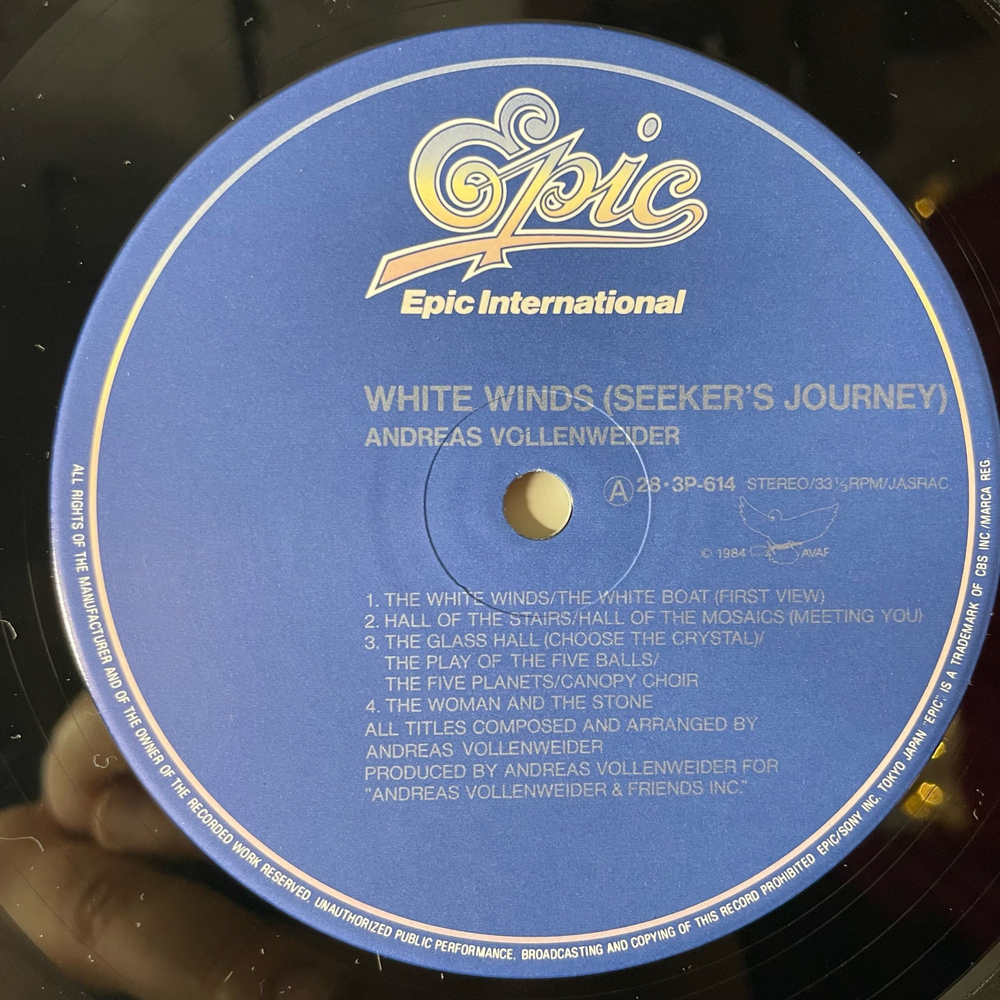 Epic
Epic International
WHITE WINDS (SEEKER'S JOURNEY)
ANDREAS VOLLENWEIDER
A 28・3P-614 STEREO/33 ⅓RPM/JASRAC
© 1984 AVAF
1. THE WHITE WINDS/THE WHITE BOAT (FIRST VIEW)
2. HALL OF THE STAIRS/HALL OF THE MOSAICS (MEETING YOU)
3. THE GLASS HALL (CHOOSE THE CRYSTAL)/
THE PLAY OF THE FIVE BALLS/
THE FIVE PLANETS/CANOPY CHOIR
4. THE WOMAN AND THE STONE
ALL TITLES COMPOSED AND ARRANGED BY
ANDREAS VOLLENWEIDER
PRODUCED BY ANDREAS VOLLENWEIDER FOR
"ANDREAS VOLLENWEIDER & FRIENDS INC."
ALL RIGHTS OF THE MANUFACTURER AND OF THE OWNER OF THE RECORDED WORK RESERVED. UNAUTHORIZED PUBLIC PERFORMANCE, BROADCASTING AND COPYING OF THIS RECORD PROHIBITED EPIC/SONY INC. TOKYO JAPAN "EPIC" IS A TRADEMARK OF CBS INC./MARCA REG.